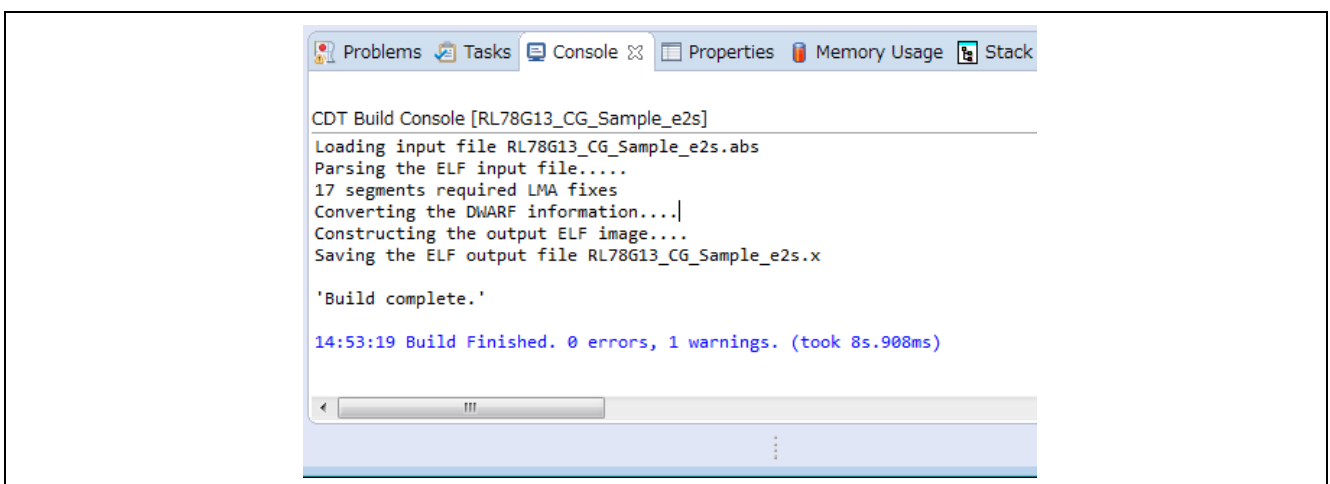 Problems Tasks Console Properties Memory Usage Stack
CDT Build Console [RL78G13_CG_Sample_e2s]
Loading input file RL78G13_CG_Sample_e2s.abs
Parsing the ELF input file.....
17 segments required LMA fixes
Converting the DWARF information....
Constructing the output ELF image....
Saving the ELF output file RL78G13_CG_Sample_e2s.x
'Build complete.'
14:53:19 Build Finished. 0 errors, 1 warnings. (took 8s.908ms)